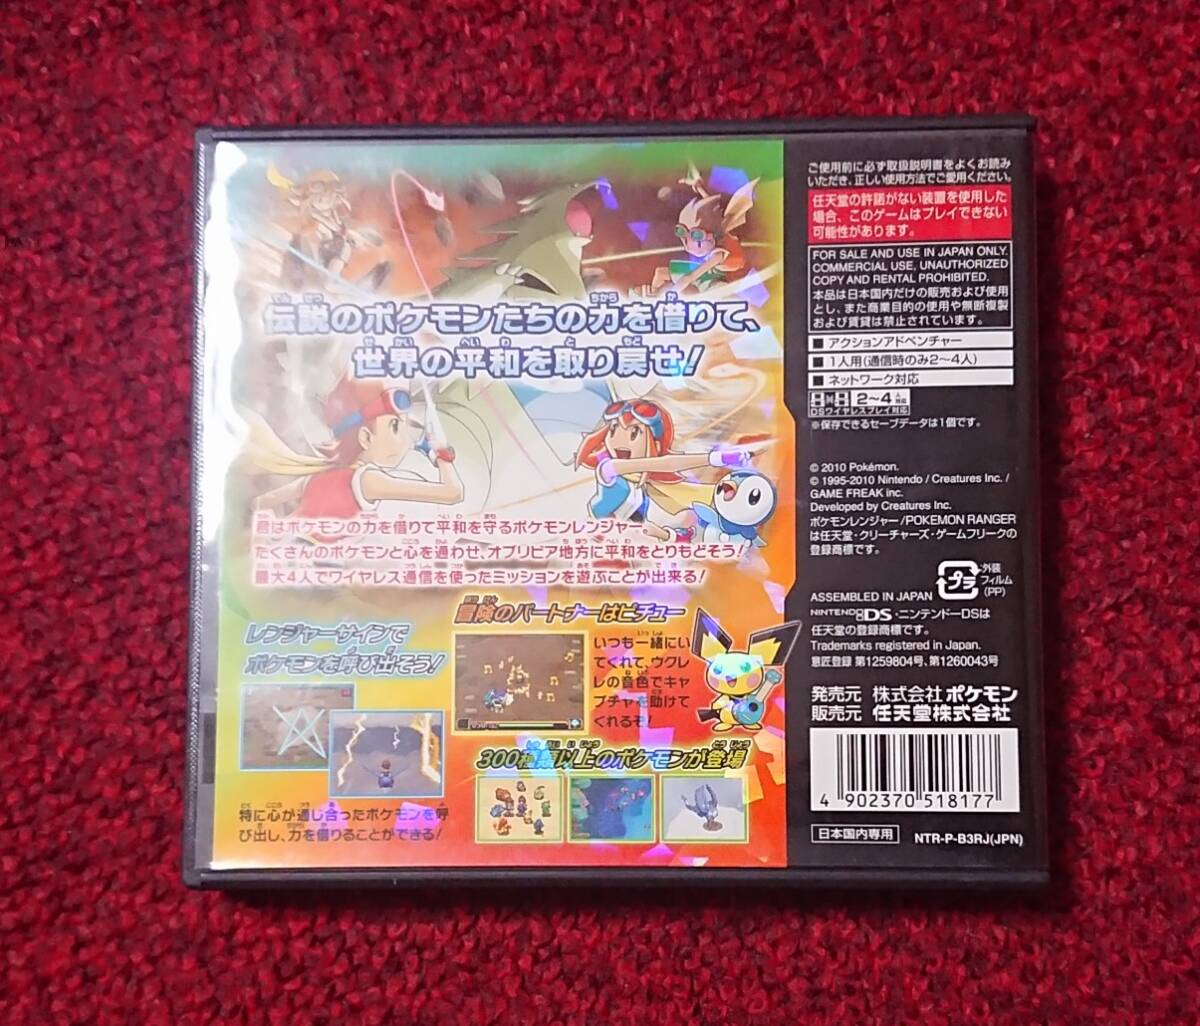 伝説のポケモンたちの力を借りて、
世界の平和を取り戻せ！
君はポケモンの力を借りて平和を守るポケモンレンジャー。
たくさんのポケモンと心を通わせ、オブリビア地方に平和をとりもどそう！
最大4人でワイヤレス通信を使ったミッションを遊ぶことが出来る！
レンジャーサインで
ポケモンを呼び出そう！
特に心が通じ合ったポケモンを呼
び出し、力を借りることができる！
冒険のパートナーはピチュー
いつも一緒にい
てくれて、ウクレ
レの音色でキャ
プチャを助けて
くれるぞ！
300種類以上のポケモンが登場
ご使用前に必ず取扱説明書をよくお読み
いただき、正しい使用方法でご愛用ください。
任天堂の許諾がない装置を使用した
場合、このゲームはプレイできない
可能性があります。
FOR SALE AND USE IN JAPAN ONLY.
COMMERCIAL USE, UNAUTHORIZED
COPY AND RENTAL PROHIBITED.
本品は日本国内だけの販売および使用
とし、また商業目的の使用や無断複製
および賃貸は禁止されています。
■ アクションアドベンチャー
■ 1人用(通信時のみ2〜4人)
■ ネットワーク対応
2〜4人対応
DSワイヤレスプレイ対応
※保存できるセーブデータは1個です。
© 2010 Pokémon.
© 1995-2010 Nintendo / Creatures Inc. /
GAME FREAK inc.
Developed by Creatures Inc.
ポケモンレンジャー/POKEMON RANGER
は任天堂・クリーチャーズ・ゲームフリークの
登録商標です。
プラ
外装
フィルム
(PP)
ASSEMBLED IN JAPAN
NINTENDO DS・ニンテンドーDSは
任天堂の登録商標です。
Trademarks registered in Japan.
意匠登録 第1259804号、第1260043号
発売元 株式会社ポケモン
販売元 任天堂株式会社
4 902370 518177
日本国内専用
NTR-P-B3RJ(JPN)